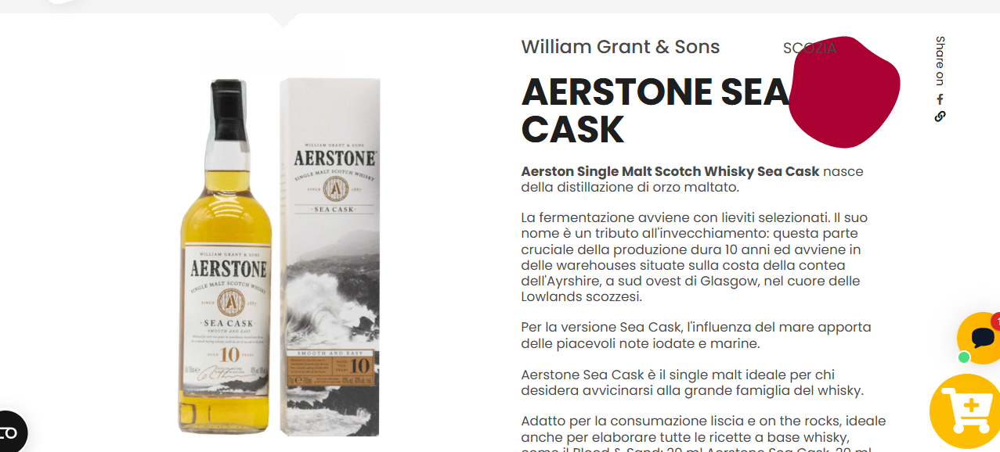 William Grant & Sons
SCOZIA
AERSTONE SEA
CASK
Aerston Single Malt Scotch Whisky Sea Cask nasce
della distillazione di orzo maltato.
La fermentazione avviene con lieviti selezionati. Il suo
nome è un tributo all'invecchiamento: questa parte
cruciale della produzione dura 10 anni ed avviene in
delle warehouses situate sulla costa della contea
dell'Ayrshire, a sud ovest di Glasgow, nel cuore delle
Lowlands scozzesi.
Per la versione Sea Cask, l'influenza del mare apporta
delle piacevoli note iodate e marine.
Aerstone Sea Cask è il single malt ideale per chi
desidera avvicinarsi alla grande famiglia del whisky.
Adatto per la consumazione liscia e on the rocks, ideale
anche per elaborare tutte le ricette a base whisky,
come il Blood & Sand: 20 ml Aerstone Sea Cask, 20 ml
Share on
WILLIAM GRANT & SONS
AERSTONE
SINGLE MALT SCOTCH WHISKY
SINCE A 1887
·SEA CASK·
SMOOTH AND EASY
AGED 10 YEARS
WILLIAM GRANT & SONS
AERSTONE
SINGLE MALT SCOTCH WHISKY
SINCE A 1887
·SEA CASK·
SMOOTH AND EASY
AGED
TEN
YEARS
10